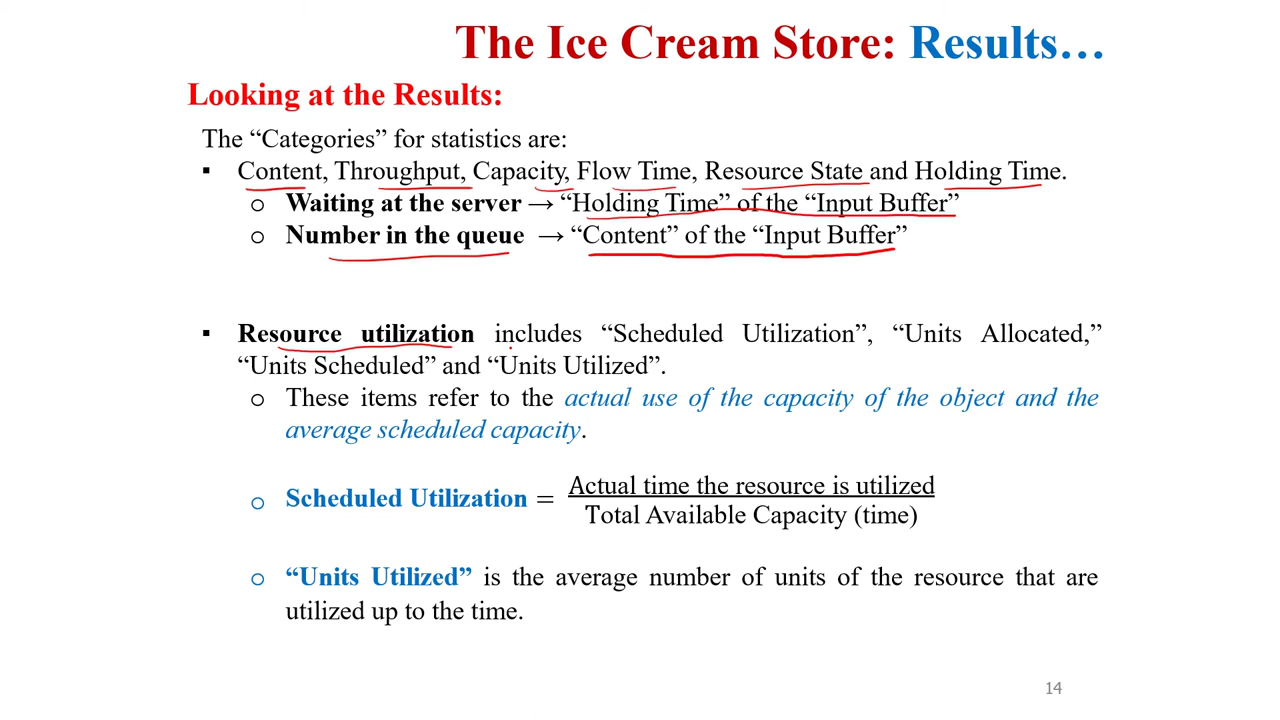 The Ice Cream Store: Results…
Looking at the Results:
The “Categories” for statistics are:
▪ Content, Throughput, Capacity, Flow Time, Resource State and Holding Time.
o Waiting at the server → “Holding Time” of the “Input Buffer”
o Number in the queue → “Content” of the “Input Buffer”
▪ Resource utilization includes “Scheduled Utilization”, “Units Allocated,”
“Units Scheduled” and “Units Utilized”.
o These items refer to the actual use of the capacity of the object and the
average scheduled capacity.
o Scheduled Utilization = Actual time the resource is utilized
Total Available Capacity (time)
o “Units Utilized” is the average number of units of the resource that are
utilized up to the time.
14